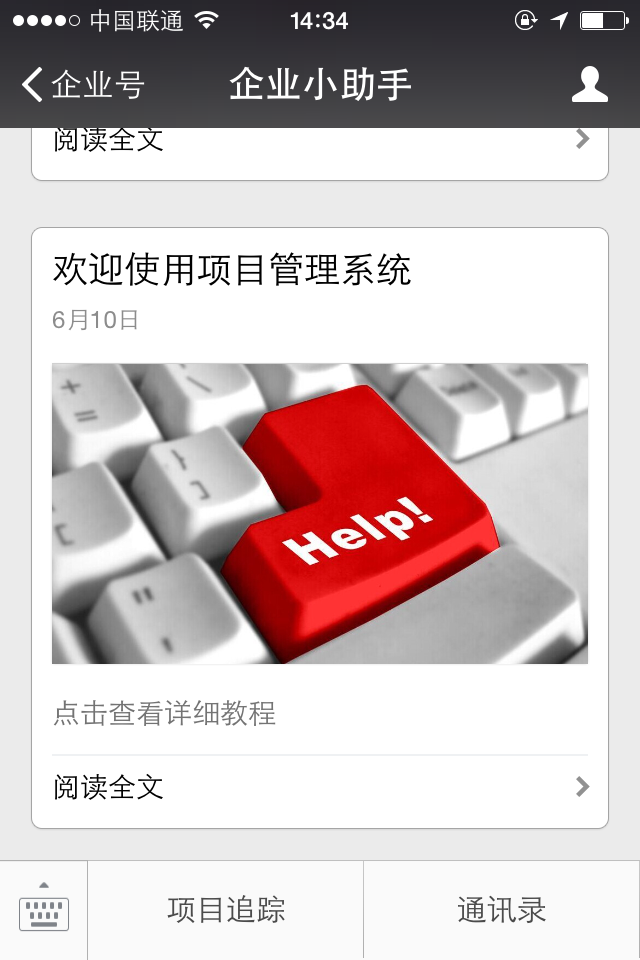 中国联通
14:34
企业号
企业小助手
阅读全文
欢迎使用项目管理系统
6月10日
+
=
}
]
[
"
'
\
Help!
点击查看详细教程
阅读全文
项目追踪
通讯录